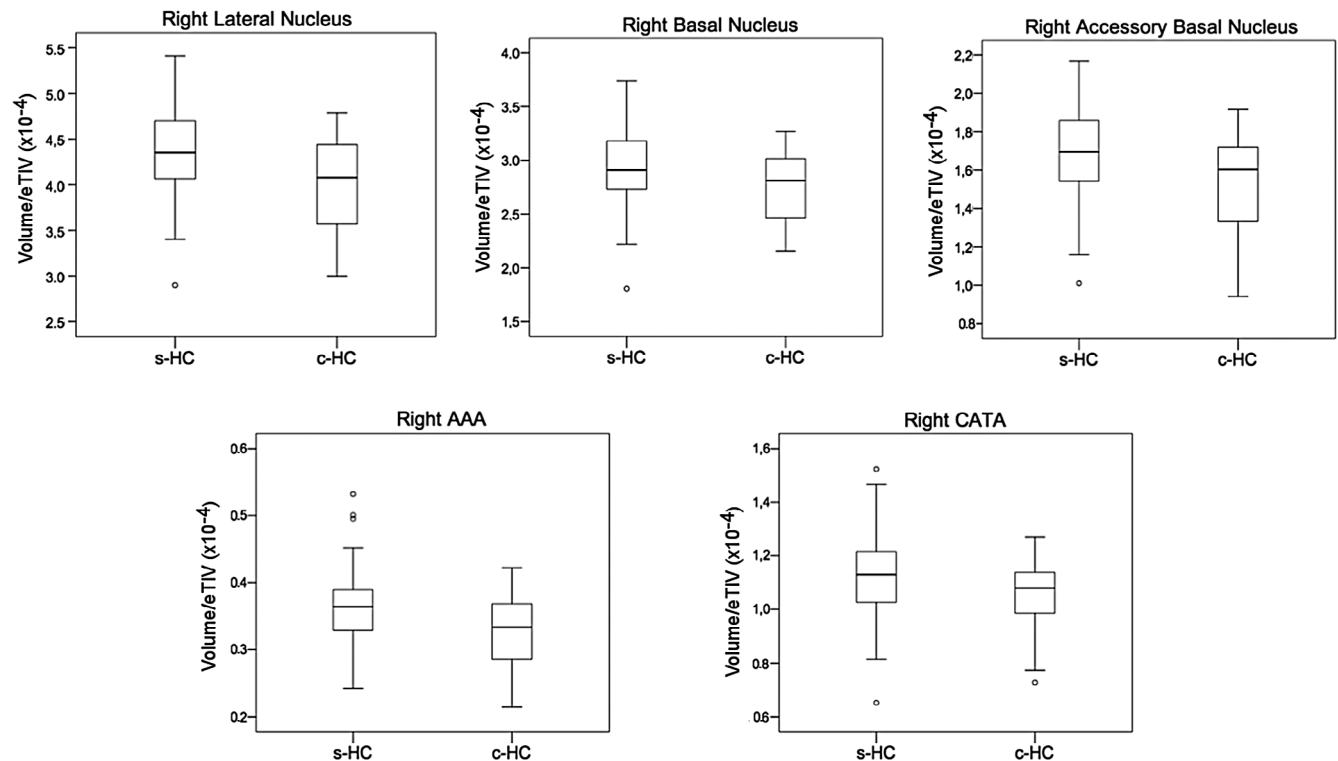 Right Lateral Nucleus
Volume/eTIV (x10-4)
5.5
5.0
4.5
4.0
3.5
3.0
2.5
s-HC
c-HC
Right Basal Nucleus
Volume/eTIV (x10-4)
4.0
3.5
3.0
2.5
2.0
1.5
s-HC
c-HC
Right Accessory Basal Nucleus
Volume/eTIV (x10-4)
2,2
2,0
1.8
1.6
1.4
1,2
1,0
0.8
s-HC
c-HC
Right AAA
Volume/eTIV (x10-4)
0.6
0.5
0.4
0.3
0.2
s-HC
c-HC
Right CATA
Volume/eTIV (x10-4)
1,6
1,4
1,2
1,0
0.8
0.6
s-HC
c-HC